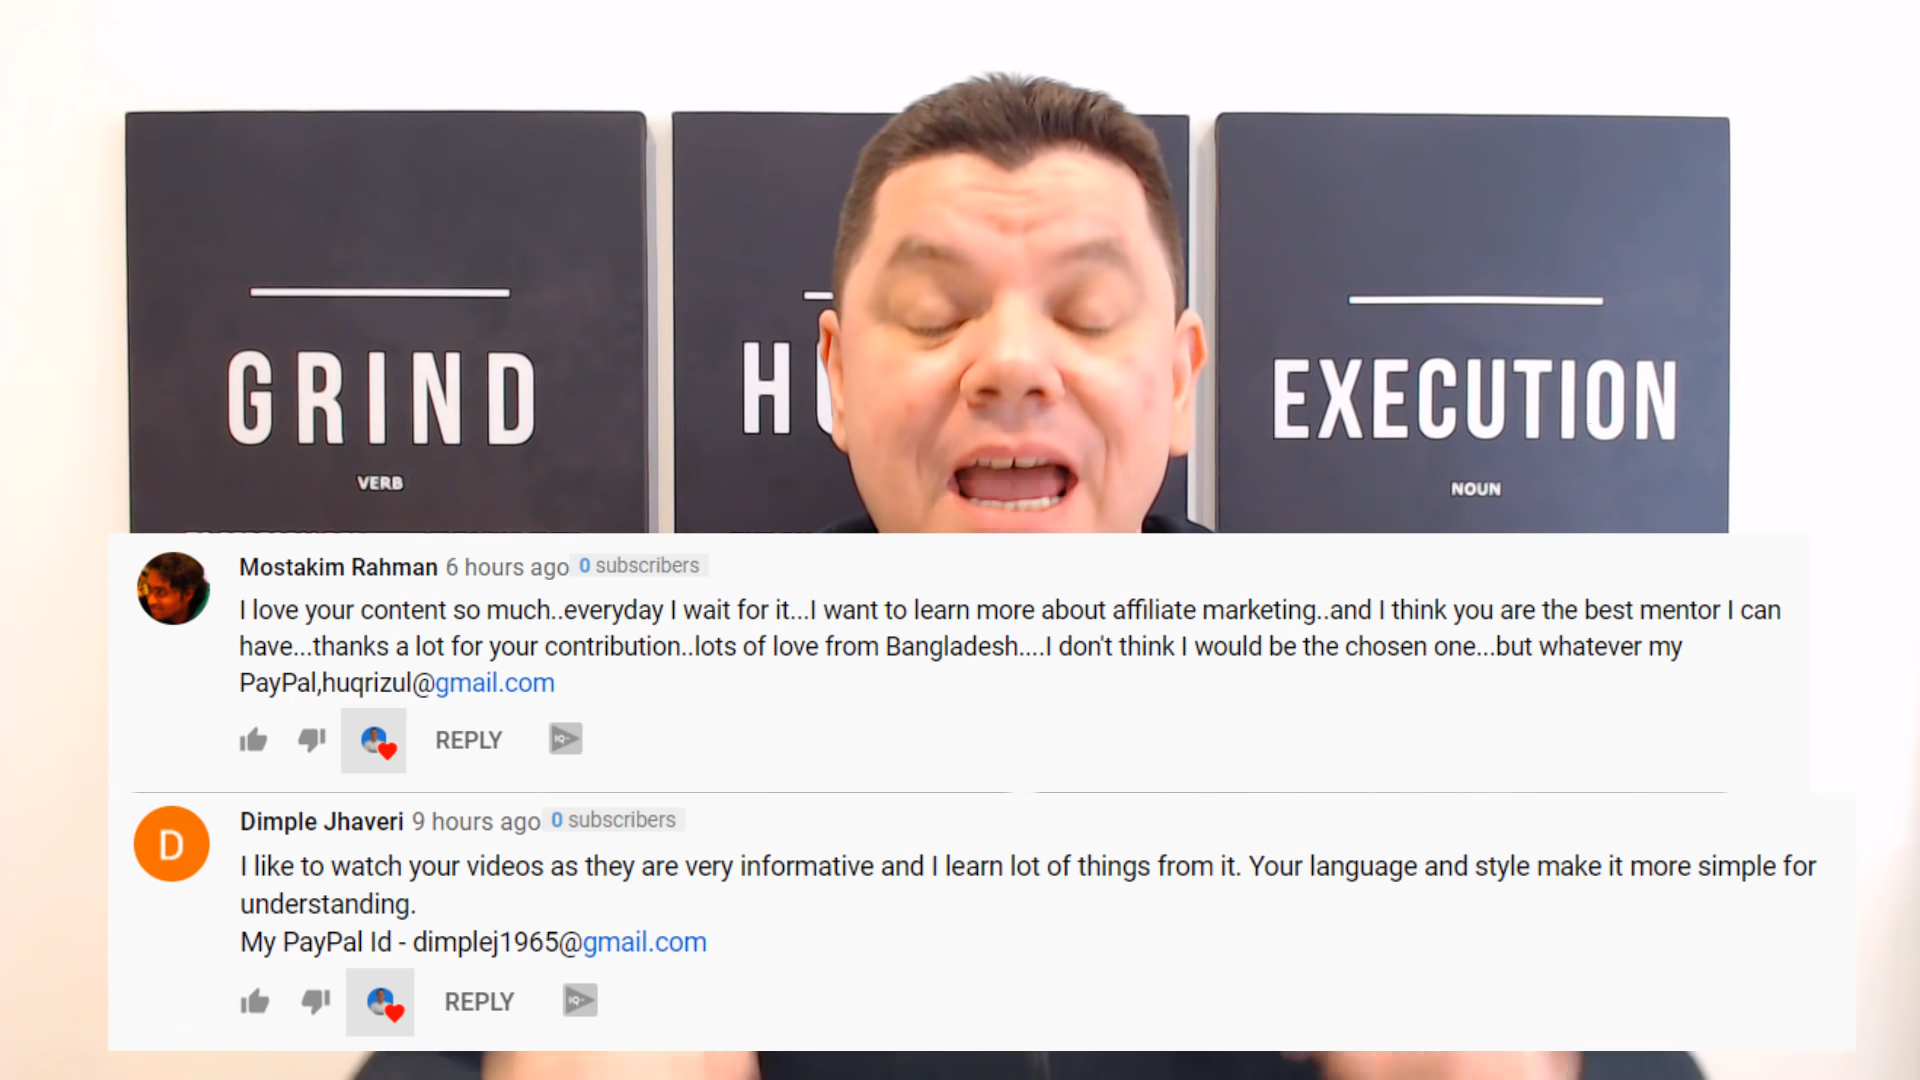 GRIND
VERB
H
EXECUTION
NOUN
Mostakim Rahman 6 hours ago 0 subscribers
I love your content so much..everyday I wait for it...I want to learn more about affiliate marketing..and I think you are the best mentor I can
have...thanks a lot for your contribution..lots of love from Bangladesh....I don't think I would be the chosen one...but whatever my
PayPal,huqrizul@gmail.com
REPLY
IQ
D
Dimple Jhaveri 9 hours ago 0 subscribers
I like to watch your videos as they are very informative and I learn lot of things from it. Your language and style make it more simple for
understanding.
My PayPal Id - dimplej1965@gmail.com
REPLY
IQ